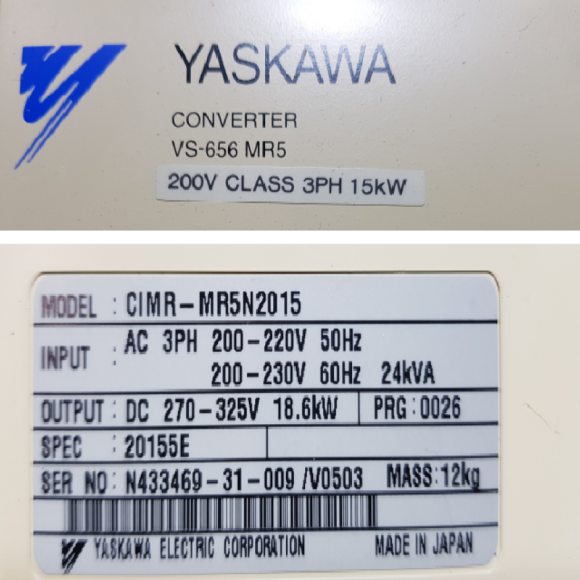 YASKAWA
CONVERTER
VS-656 MR5
200V CLASS 3PH 15kW
MODEL : CIMR-MR5N2015
INPUT : AC 3PH 200-220V 50Hz
200-230V 60Hz 24kVA
OUTPUT : DC 270-325V 18.6kW PRG:0026
SPEC : 20155E
SER NO: N433469-31-009 /V0503 MASS:12kg
YASKAWA ELECTRIC CORPORATION MADE IN JAPAN